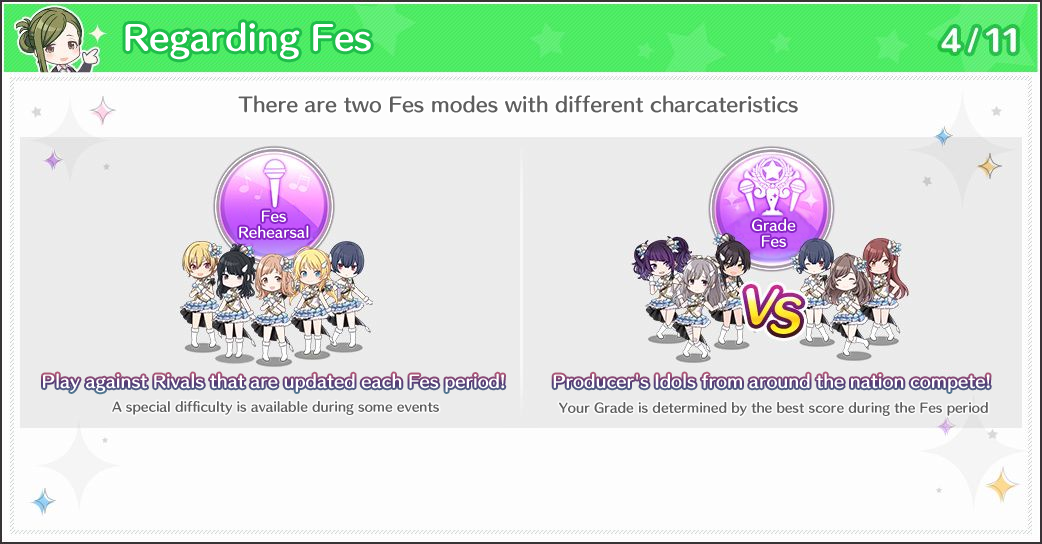 Regarding Fes
4/11
There are two Fes modes with different charcateristics
Fes
Rehearsal
Grade
Fes
VS
Play against Rivals that are updated each Fes period!
A special difficulty is available during some events
Producer's Idols from around the nation compete!
Your Grade is determined by the best score during the Fes period